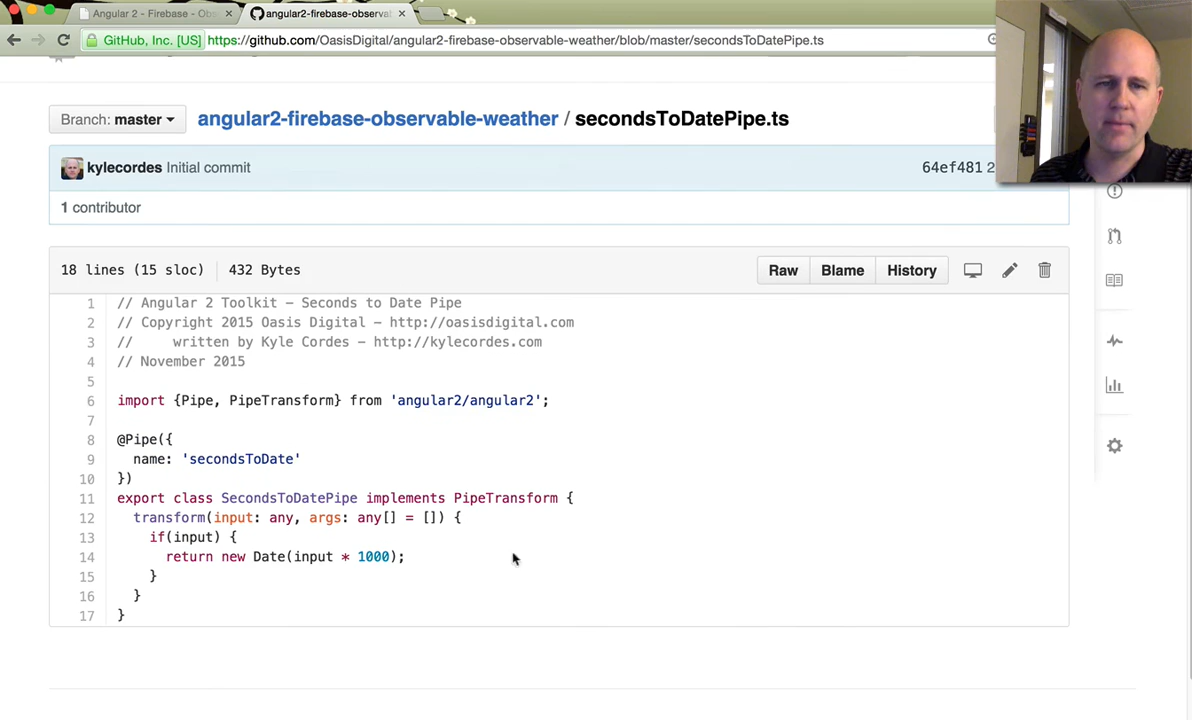 Angular 2 - Firebase - Obs
angular2-firebase-observa
GitHub, Inc. [US] https://github.com/OasisDigital/angular2-firebase-observable-weather/blob/master/secondsToDatePipe.ts
Branch: master angular2-firebase-observable-weather / secondsToDatePipe.ts
kylecordes Initial commit 64ef481 2
1 contributor
18 lines (15 sloc) 432 Bytes Raw Blame History
1 // Angular 2 Toolkit – Seconds to Date Pipe
2 // Copyright 2015 Oasis Digital – http://oasisdigital.com
3 // written by Kyle Cordes – http://kylecordes.com
4 // November 2015
5
6 import {Pipe, PipeTransform} from 'angular2/angular2';
7
8 @Pipe({
9 name: 'secondsToDate'
10 })
11 export class SecondsToDatePipe implements PipeTransform {
12 transform(input: any, args: any[] = []) {
13 if(input) {
14 return new Date(input * 1000);
15 }
16 }
17 }